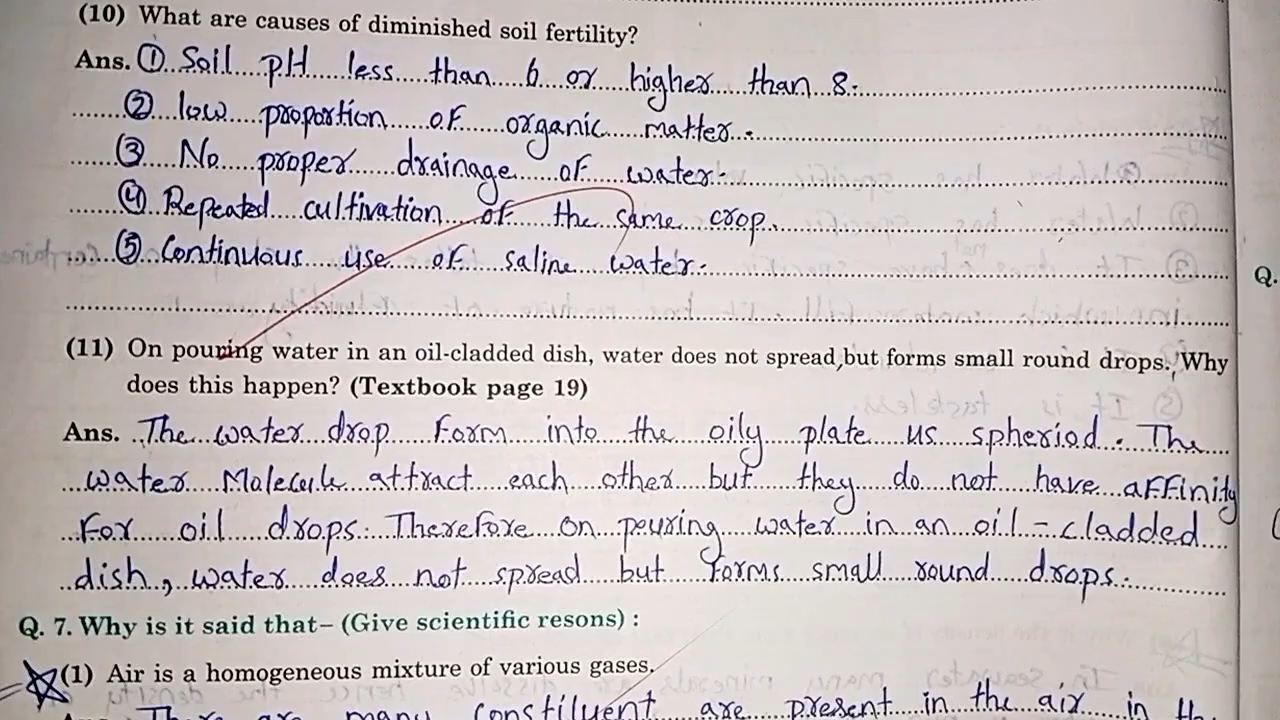 (10) What are causes of diminished soil fertility?
Ans. ① Soil pH less than 6 or higher than 8.
② low proportion of organic matter.
③ No proper drainage of water.
④ Repeated cultivation of the same crop.
⑤ Continuous use of saline water.
Q.
(11) On pouring water in an oil-cladded dish, water does not spread, but forms small round drops. Why
does this happen? (Textbook page 19)
Ans. The water drop form into the oily plate us spheriod. The
water Molecule attract each other but they do not have affinity
for oil drops. Therefore on pouring water in an oil-cladded
dish, water does not spread but forms small round drops.
Q. 7. Why is it said that– (Give scientific resons) :
(1) Air is a homogeneous mixture of various gases.
There are many constituent are present in the air in